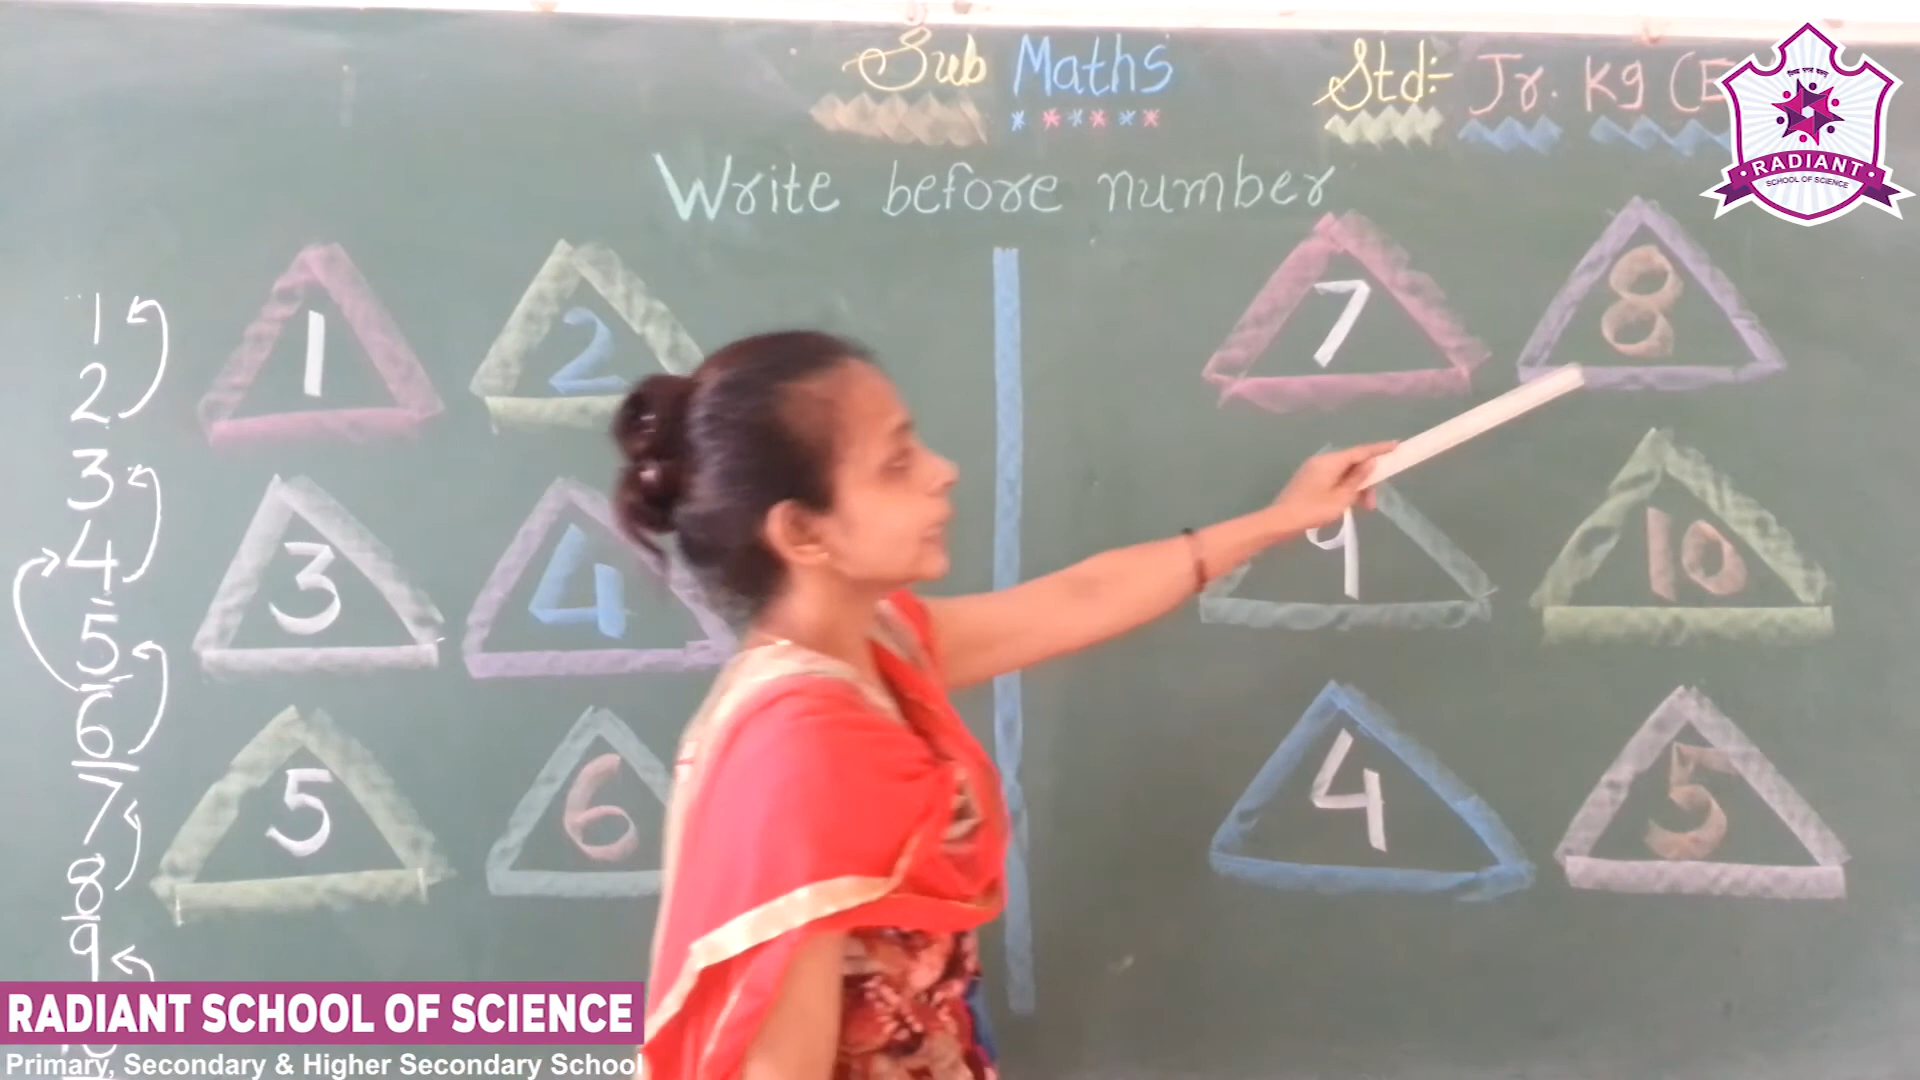 Sub Maths Std:- Jr. Kg (E
Write before number
1
2
3
4
5
6
7
8
9
1 2
3 4
5 6
7 8
9 10
4 5
RADIANT
SCHOOL OF SCIENCE
RADIANT SCHOOL OF SCIENCE
Primary, Secondary & Higher Secondary School